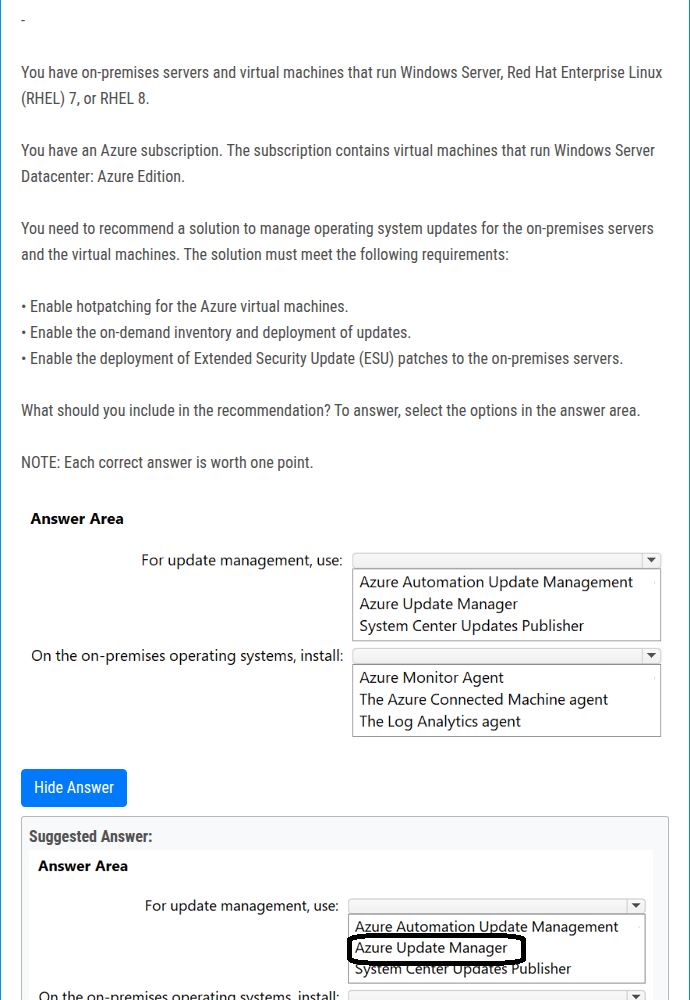 -
You have on-premises servers and virtual machines that run Windows Server, Red Hat Enterprise Linux
(RHEL) 7, or RHEL 8.
You have an Azure subscription. The subscription contains virtual machines that run Windows Server
Datacenter: Azure Edition.
You need to recommend a solution to manage operating system updates for the on-premises servers
and the virtual machines. The solution must meet the following requirements:
• Enable hotpatching for the Azure virtual machines.
• Enable the on-demand inventory and deployment of updates.
• Enable the deployment of Extended Security Update (ESU) patches to the on-premises servers.
What should you include in the recommendation? To answer, select the options in the answer area.
NOTE: Each correct answer is worth one point.
Answer Area
For update management, use:
Azure Automation Update Management
Azure Update Manager
System Center Updates Publisher
On the on-premises operating systems, install:
Azure Monitor Agent
The Azure Connected Machine agent
The Log Analytics agent
Hide Answer
Suggested Answer:
Answer Area
For update management, use:
Azure Automation Update Management
Azure Update Manager
System Center Updates Publisher
On the on-premises operating systems, install: